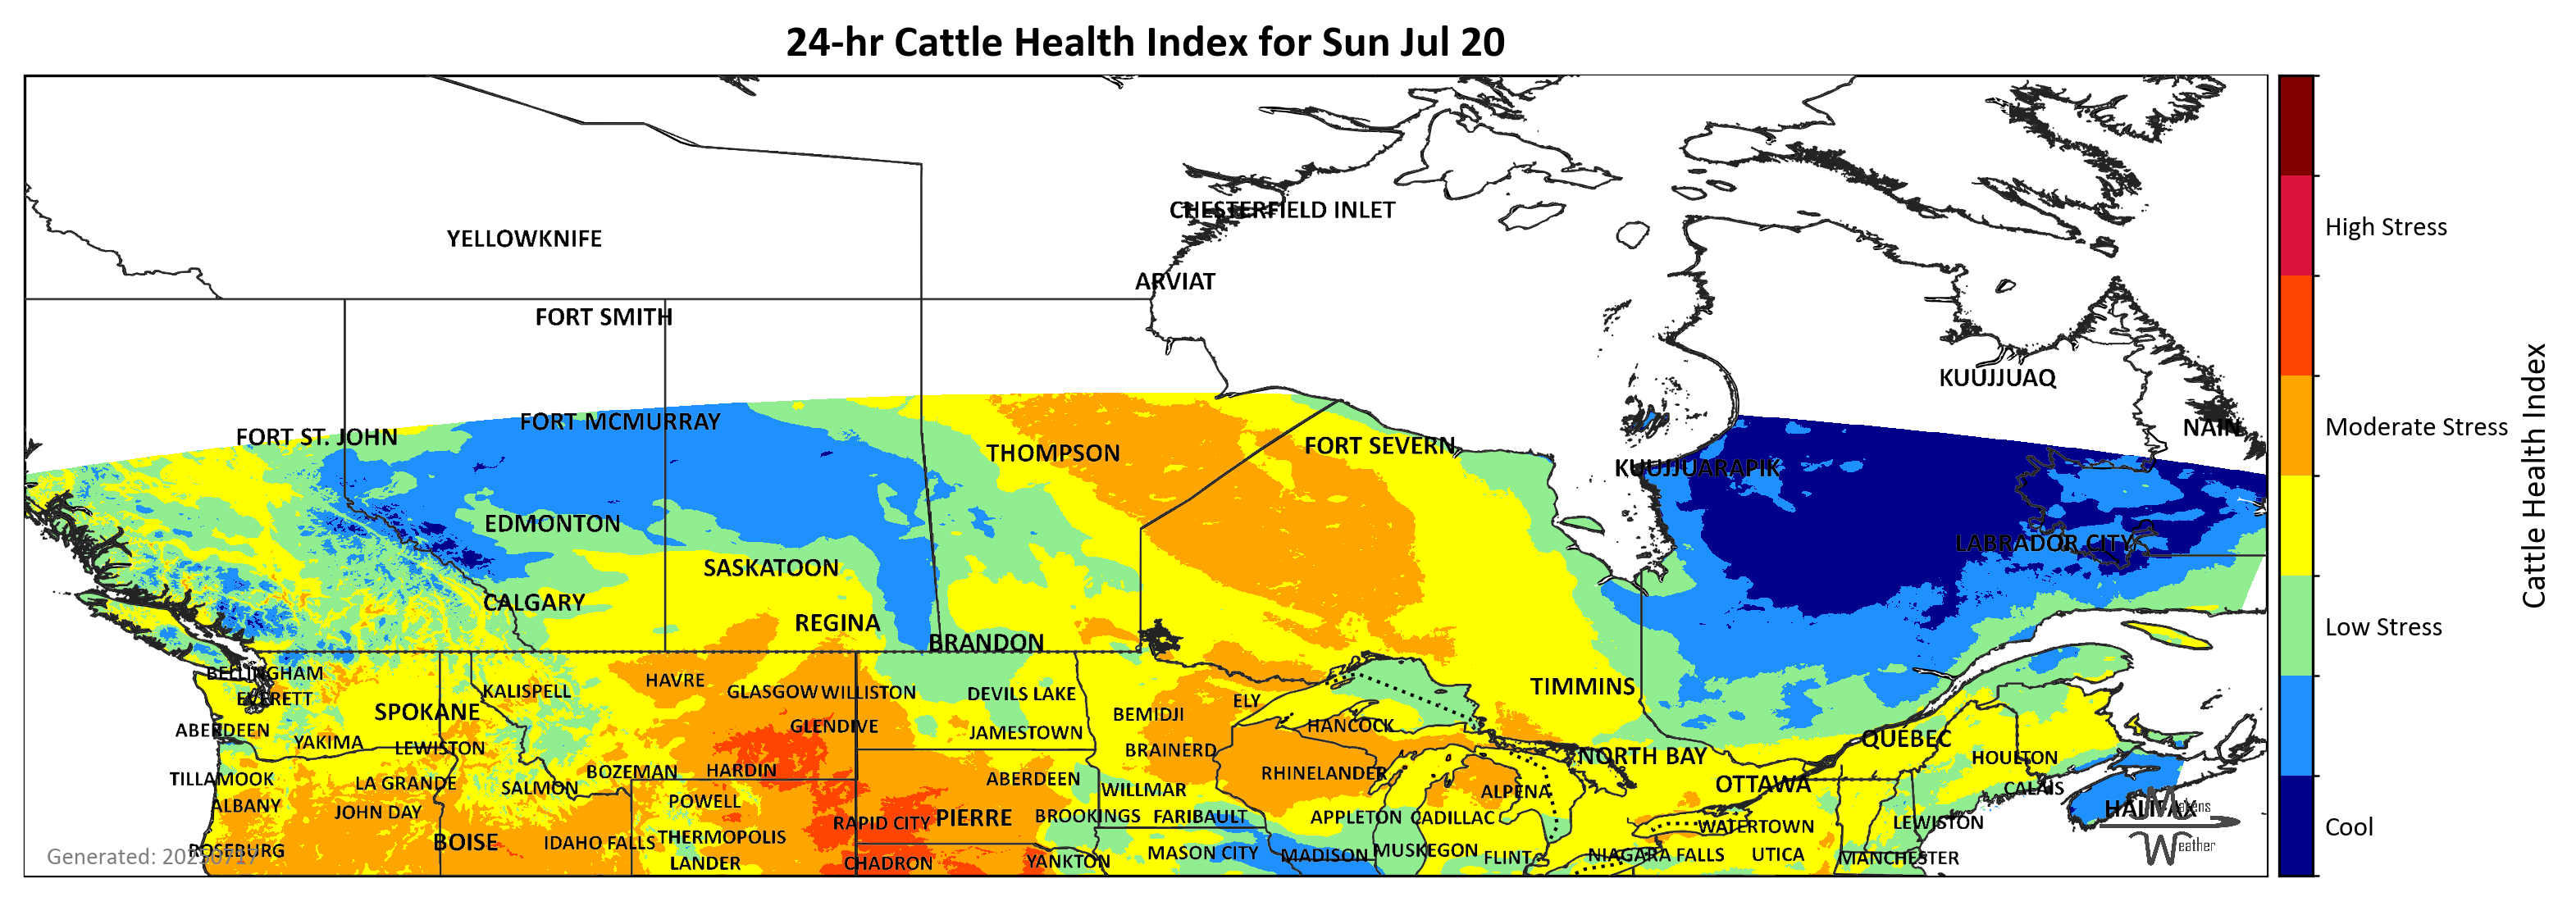 24-hr Cattle Health Index for Sun Jul 20
CHESTERFIELD INLET
YELLOWKNIFE
ARVIAT
FORT SMITH
KUUJJUAQ
FORT MCMURRAY
NAIN
FORT ST. JOHN
FORT SEVERN
THOMPSON
KUUJJUARAPIK
EDMONTON
LABRADOR CITY
SASKATOON
CALGARY
REGINA
BRANDON
BELLINGHAM
HAVRE
KALISPELL
GLASGOW
WILLISTON
DEVILS LAKE
TIMMINS
EVERETT
ELY
SPOKANE
BEMIDJI
GLENDIVE
HANCOCK
ABERDEEN
JAMESTOWN
QUÉBEC
YAKIMA
LEWISTON
BRAINERD
NORTH BAY
HOULTON
BOZEMAN
HARDIN
RHINELANDER
TILLAMOOK
LA GRANDE
ABERDEEN
OTTAWA
SALMON
WILLMAR
ALPENA
CALAIS
POWELL
ALBANY
HALIFAX
JOHN DAY
RAPID CITY
PIERRE
BROOKINGS
FARIBAULT
APPLETON
CADILLAC
LEWISTON
WATERTOWN
THERMOPOLIS
BOISE
IDAHO FALLS
ROSEBURG
MASON CITY
MADISON
MUSKEGON
FLINT
NIAGARA FALLS
UTICA
MANCHESTER
LANDER
CHADRON
YANKTON
Generated: 20250717
Makens
Weather
High Stress
Moderate Stress
Low Stress
Cool
Cattle Health Index